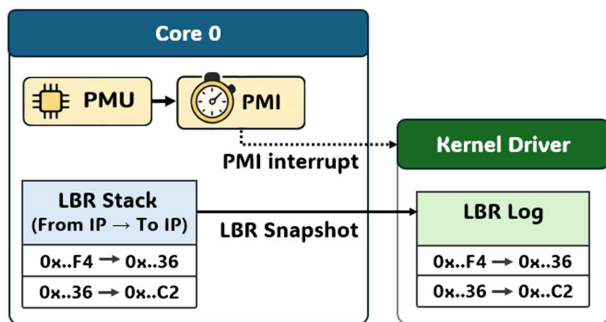 Core 0
PMU → PMI
PMI interrupt
Kernel Driver
LBR Stack
(From IP → To IP)
0x..F4 → 0x..36
0x..36 → 0x..C2
LBR Snapshot
LBR Log
0x..F4 → 0x..36
0x..36 → 0x..C2